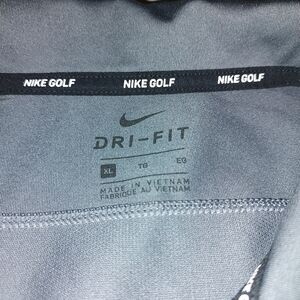 NIKE GOLF NIKE GOLF NIKE GOLF
DRI-FIT
XL TG EG
MADE IN VIETNAM
FABRIQUÉ AU VIETNAM